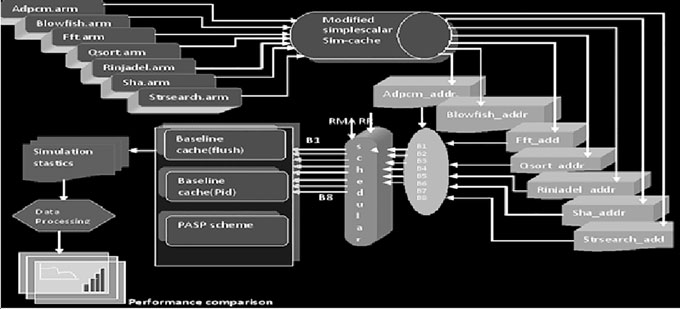 Adpcm.arm
Blowfish.arm
Fft.arm
Qsort.arm
Rinjadel.arm
Sha.arm
Strsearch.arm
Modified
simplescalar
Sim-cache
Adpcm_addr.
Blowfish_addr
Fft_add
Qsort_addr
Rinjadel_addr
Sha_addr
Strsearch_add
RMA RR
schedular
B1
B2
B3
B4
B5
B6
B7
B8
B1
B8
Baseline
cache(flush)
Baseline
cache(Pid)
PASP scheme
Simulation
stastics
Data
Processing
Performance comparison